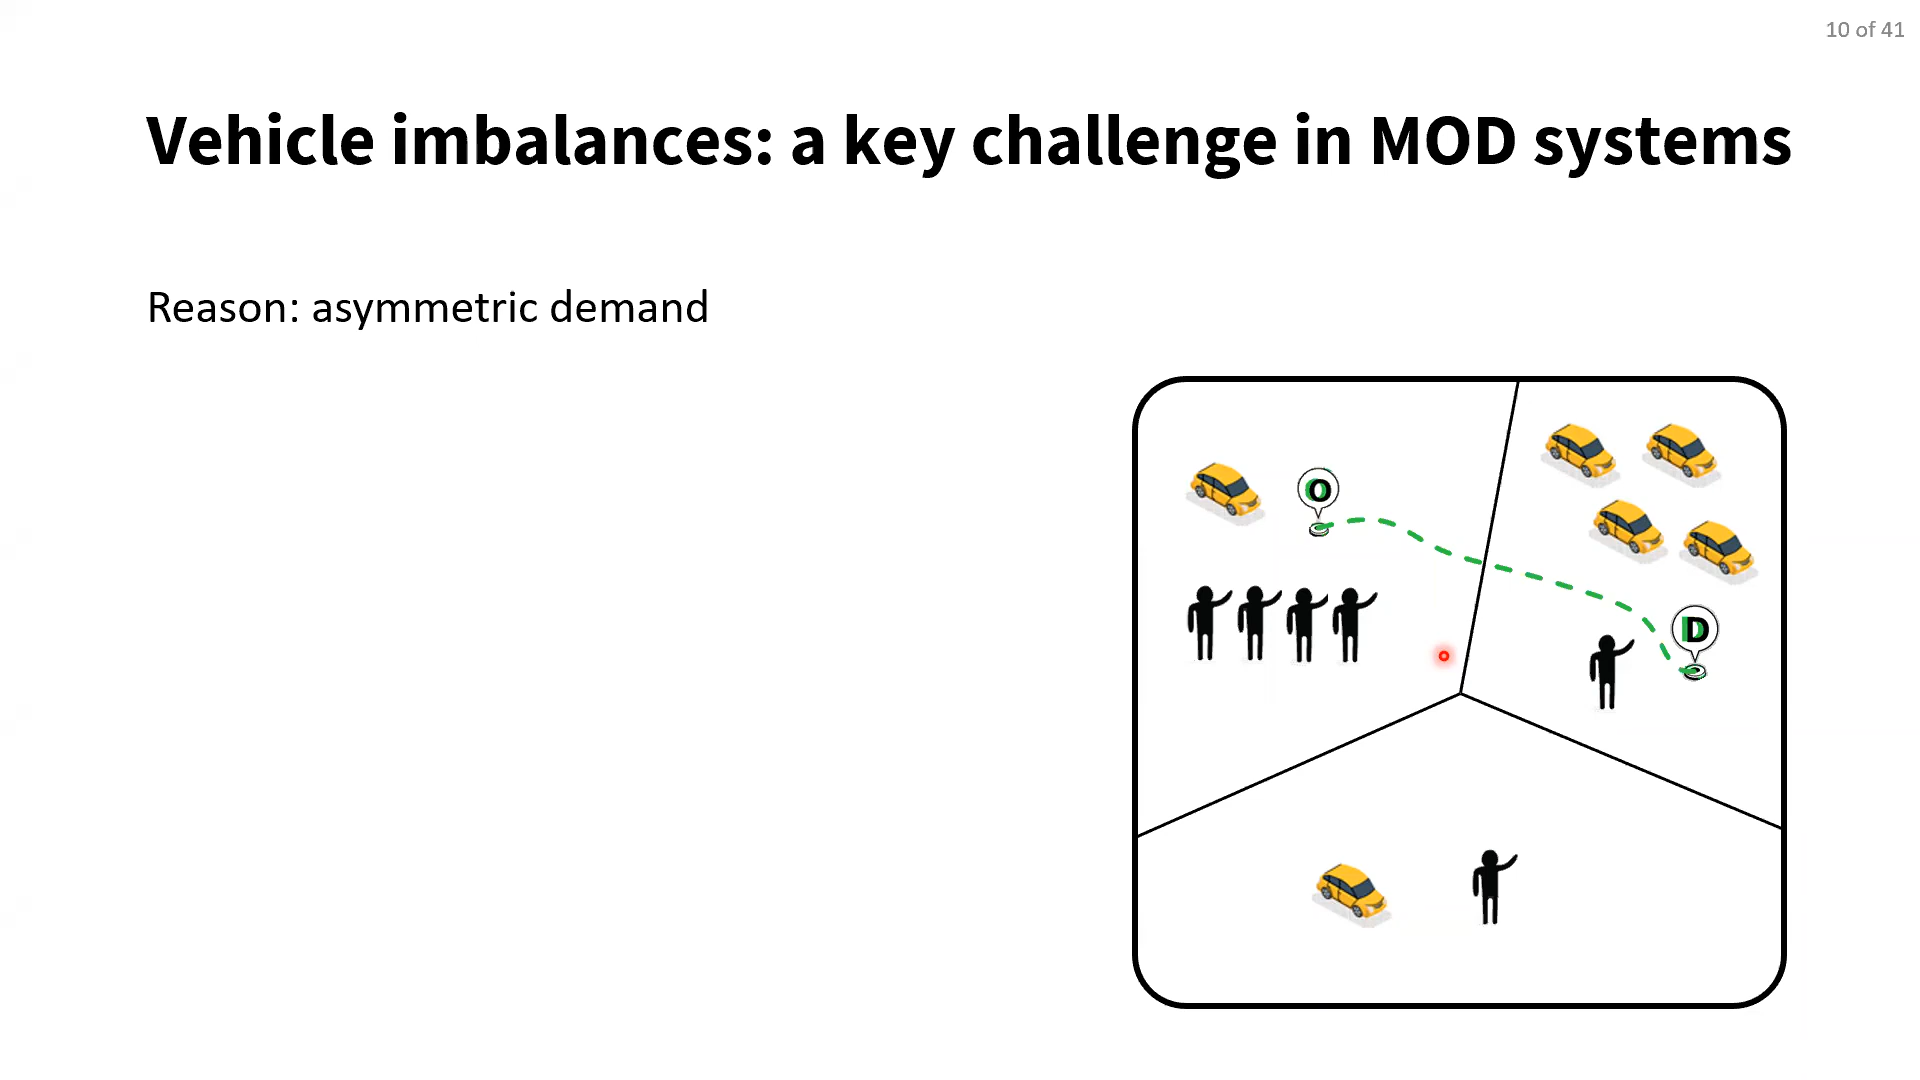 10 of 41
Vehicle imbalances: a key challenge in MOD systems
Reason: asymmetric demand
O
D